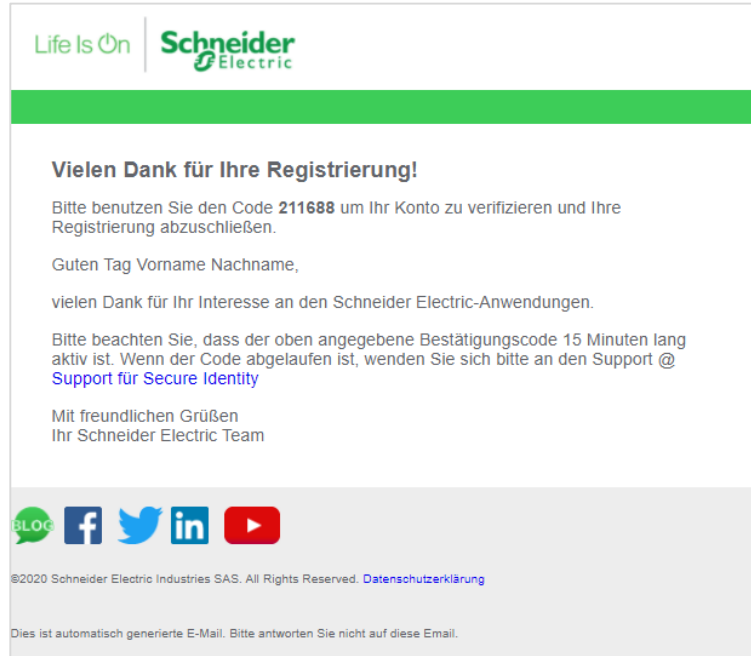 Life Is On
Schneider
Electric
Vielen Dank für Ihre Registrierung!
Bitte benutzen Sie den Code 211688 um Ihr Konto zu verifizieren und Ihre
Registrierung abzuschließen.
Guten Tag Vorname Nachname,
vielen Dank für Ihr Interesse an den Schneider Electric-Anwendungen.
Bitte beachten Sie, dass der oben angegebene Bestätigungscode 15 Minuten lang
aktiv ist. Wenn der Code abgelaufen ist, wenden Sie sich bitte an den Support @
Support für Secure Identity
Mit freundlichen Grüßen
Ihr Schneider Electric Team
BLOG
©2020 Schneider Electric Industries SAS. All Rights Reserved. Datenschutzerklärung
Dies ist automatisch generierte E-Mail. Bitte antworten Sie nicht auf diese Email.